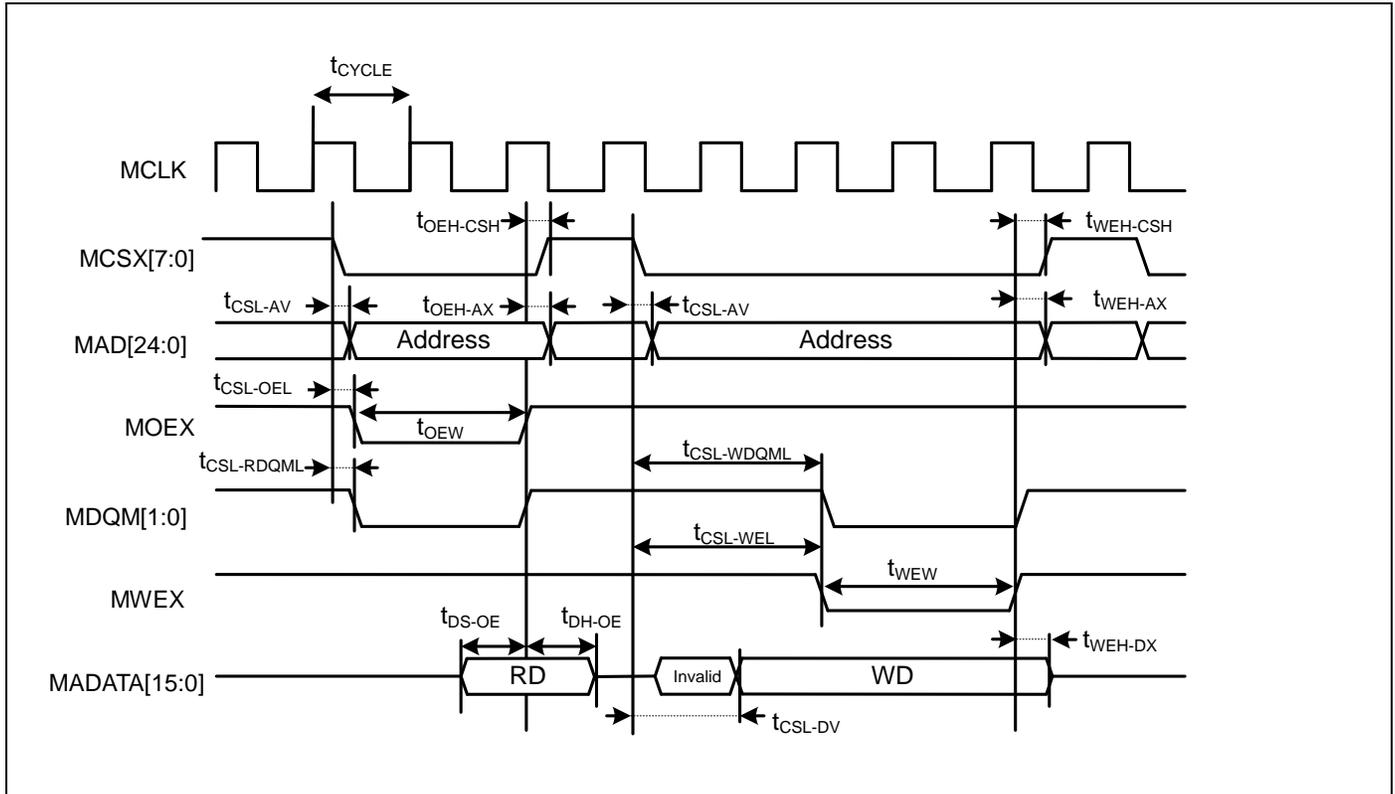 tCYCLE
MCLK
tOEH-CSH
tWEH-CSH
MCSX[7:0]
tCSL-AV
tOEH-AX
tCSL-AV
tWEH-AX
MAD[24:0]
Address
Address
tCSL-OEL
MOEX
tOEW
tCSL-WDQML
tCSL-RDQML
MDQM[1:0]
tCSL-WEL
tWEW
MWEX
tDS-OE
tDH-OE
tWEH-DX
MADATA[15:0]
RD
Invalid
WD
tCSL-DV